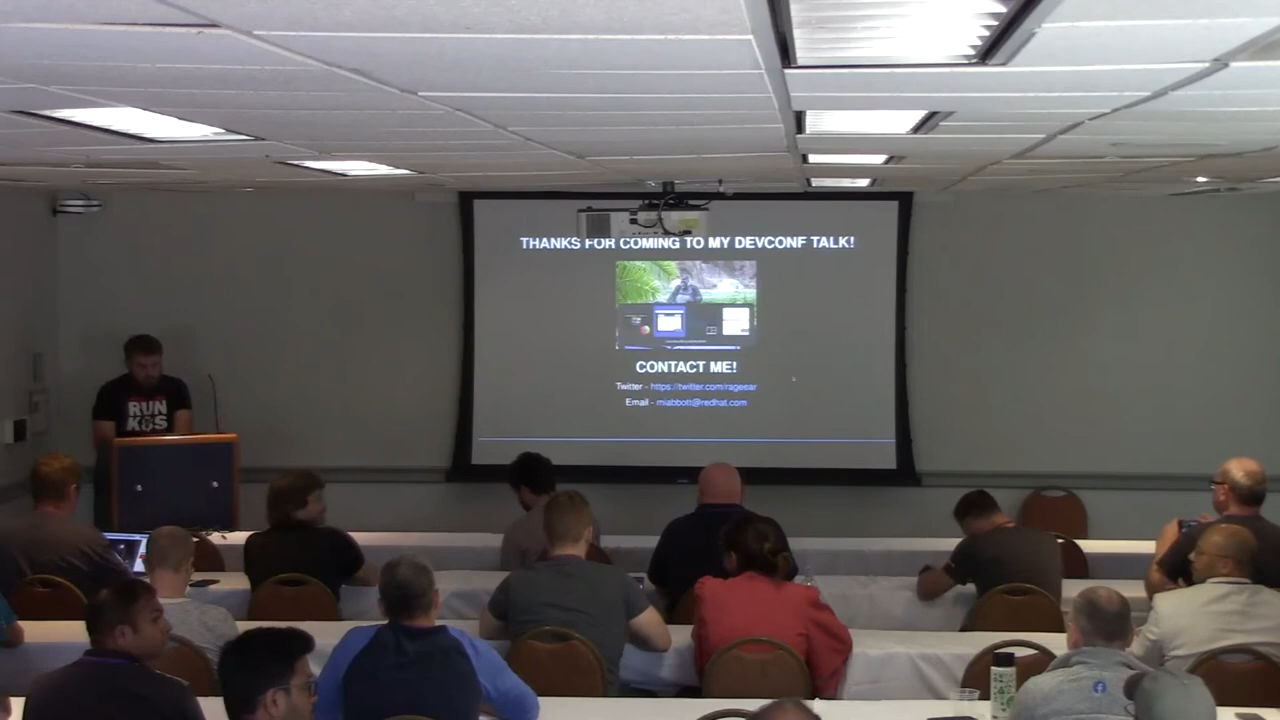 THANKS FOR COMING TO MY DEVCONF TALK!
CONTACT ME!
Twitter - https://twitter.com/rageear
Email - miabbott@redhat.com
RUN
K8S